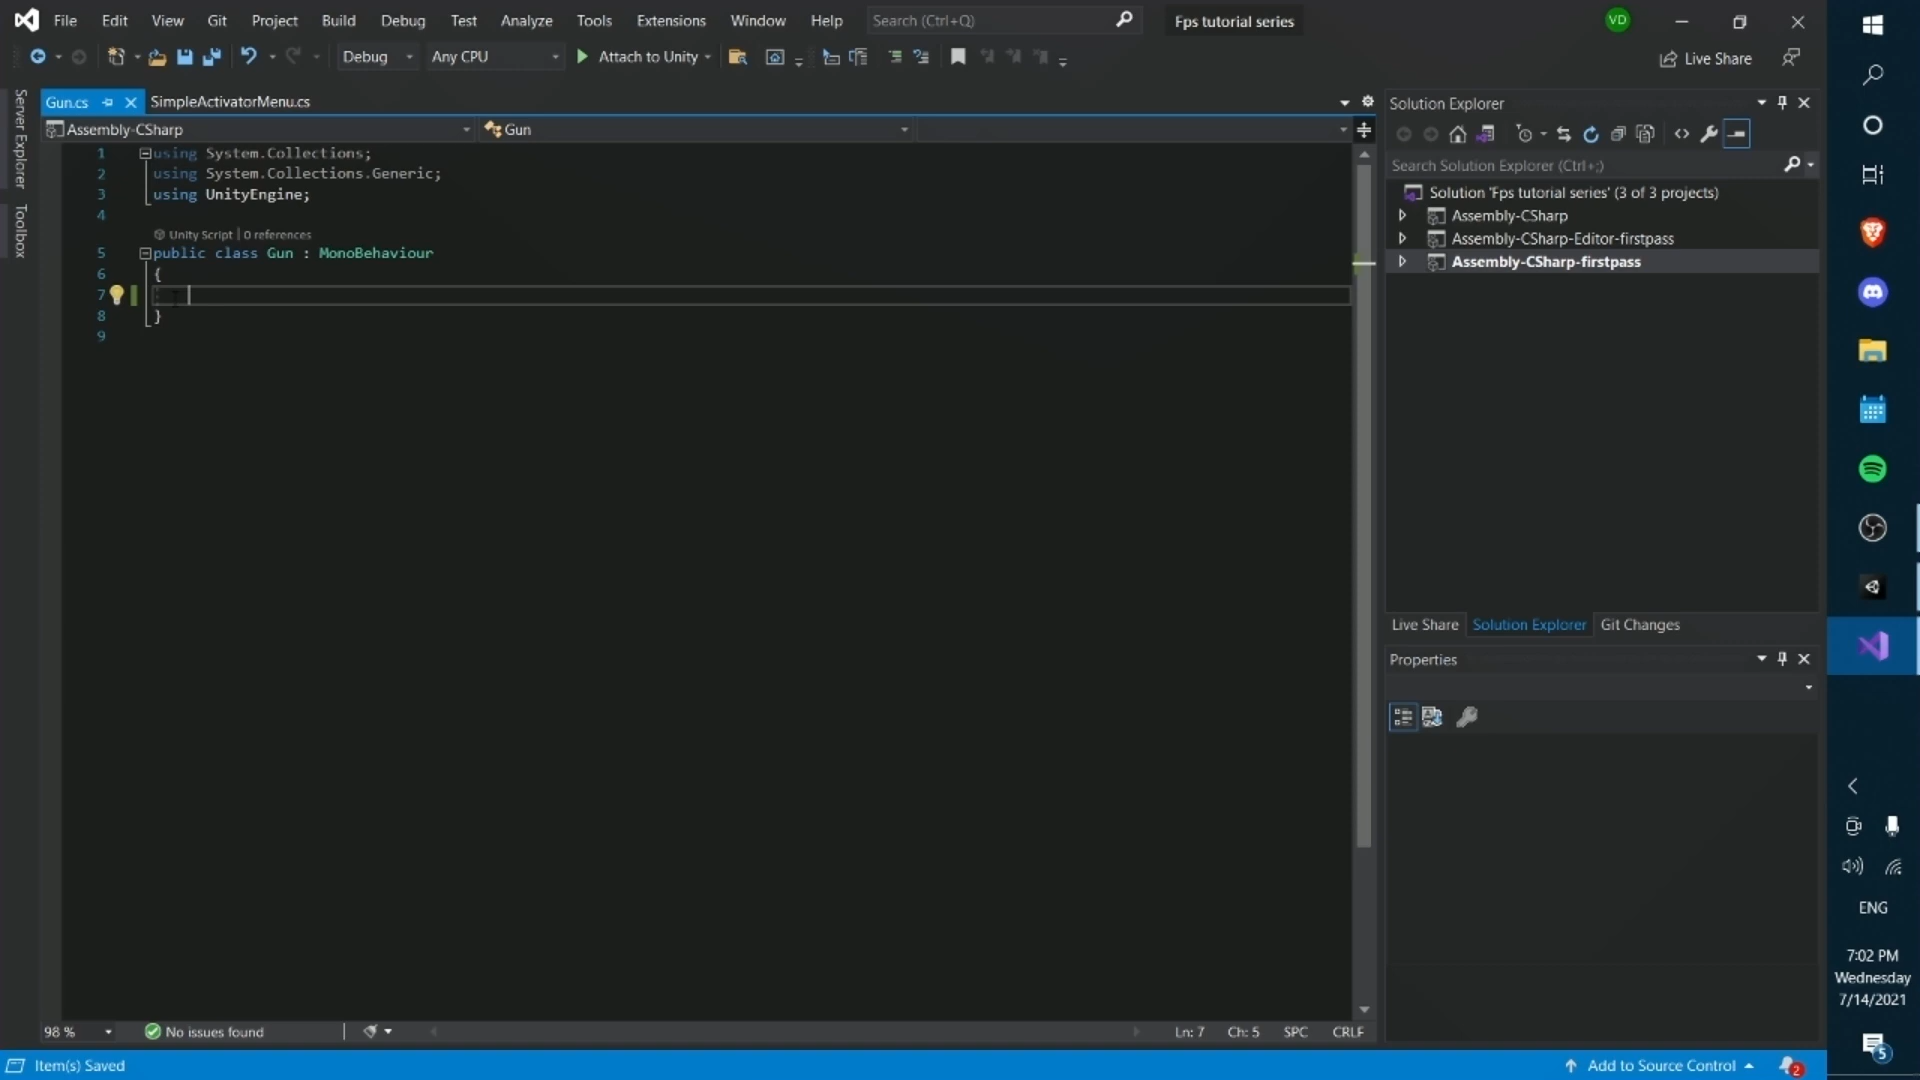 File Edit View Git Project Build Debug Test Analyze Tools Extensions Window Help Search (Ctrl+Q) Fps tutorial series VD
Debug Any CPU Attach to Unity Live Share
Server Explorer
Toolbox
Gun.cs SimpleActivatorMenu.cs
Assembly-CSharp Gun
1 using System.Collections;
2 using System.Collections.Generic;
3 using UnityEngine;
4
Unity Script | 0 references
5 public class Gun : MonoBehaviour
6 {
7
8 }
9
98 % No issues found Ln: 7 Ch: 5 SPC CRLF
Item(s) Saved Add to Source Control 2
Solution Explorer
Search Solution Explorer (Ctrl+;)
Solution 'Fps tutorial series' (3 of 3 projects)
Assembly-CSharp
Assembly-CSharp-Editor-firstpass
Assembly-CSharp-firstpass
Live Share Solution Explorer Git Changes
Properties
ENG
7:02 PM
Wednesday
7/14/2021
5